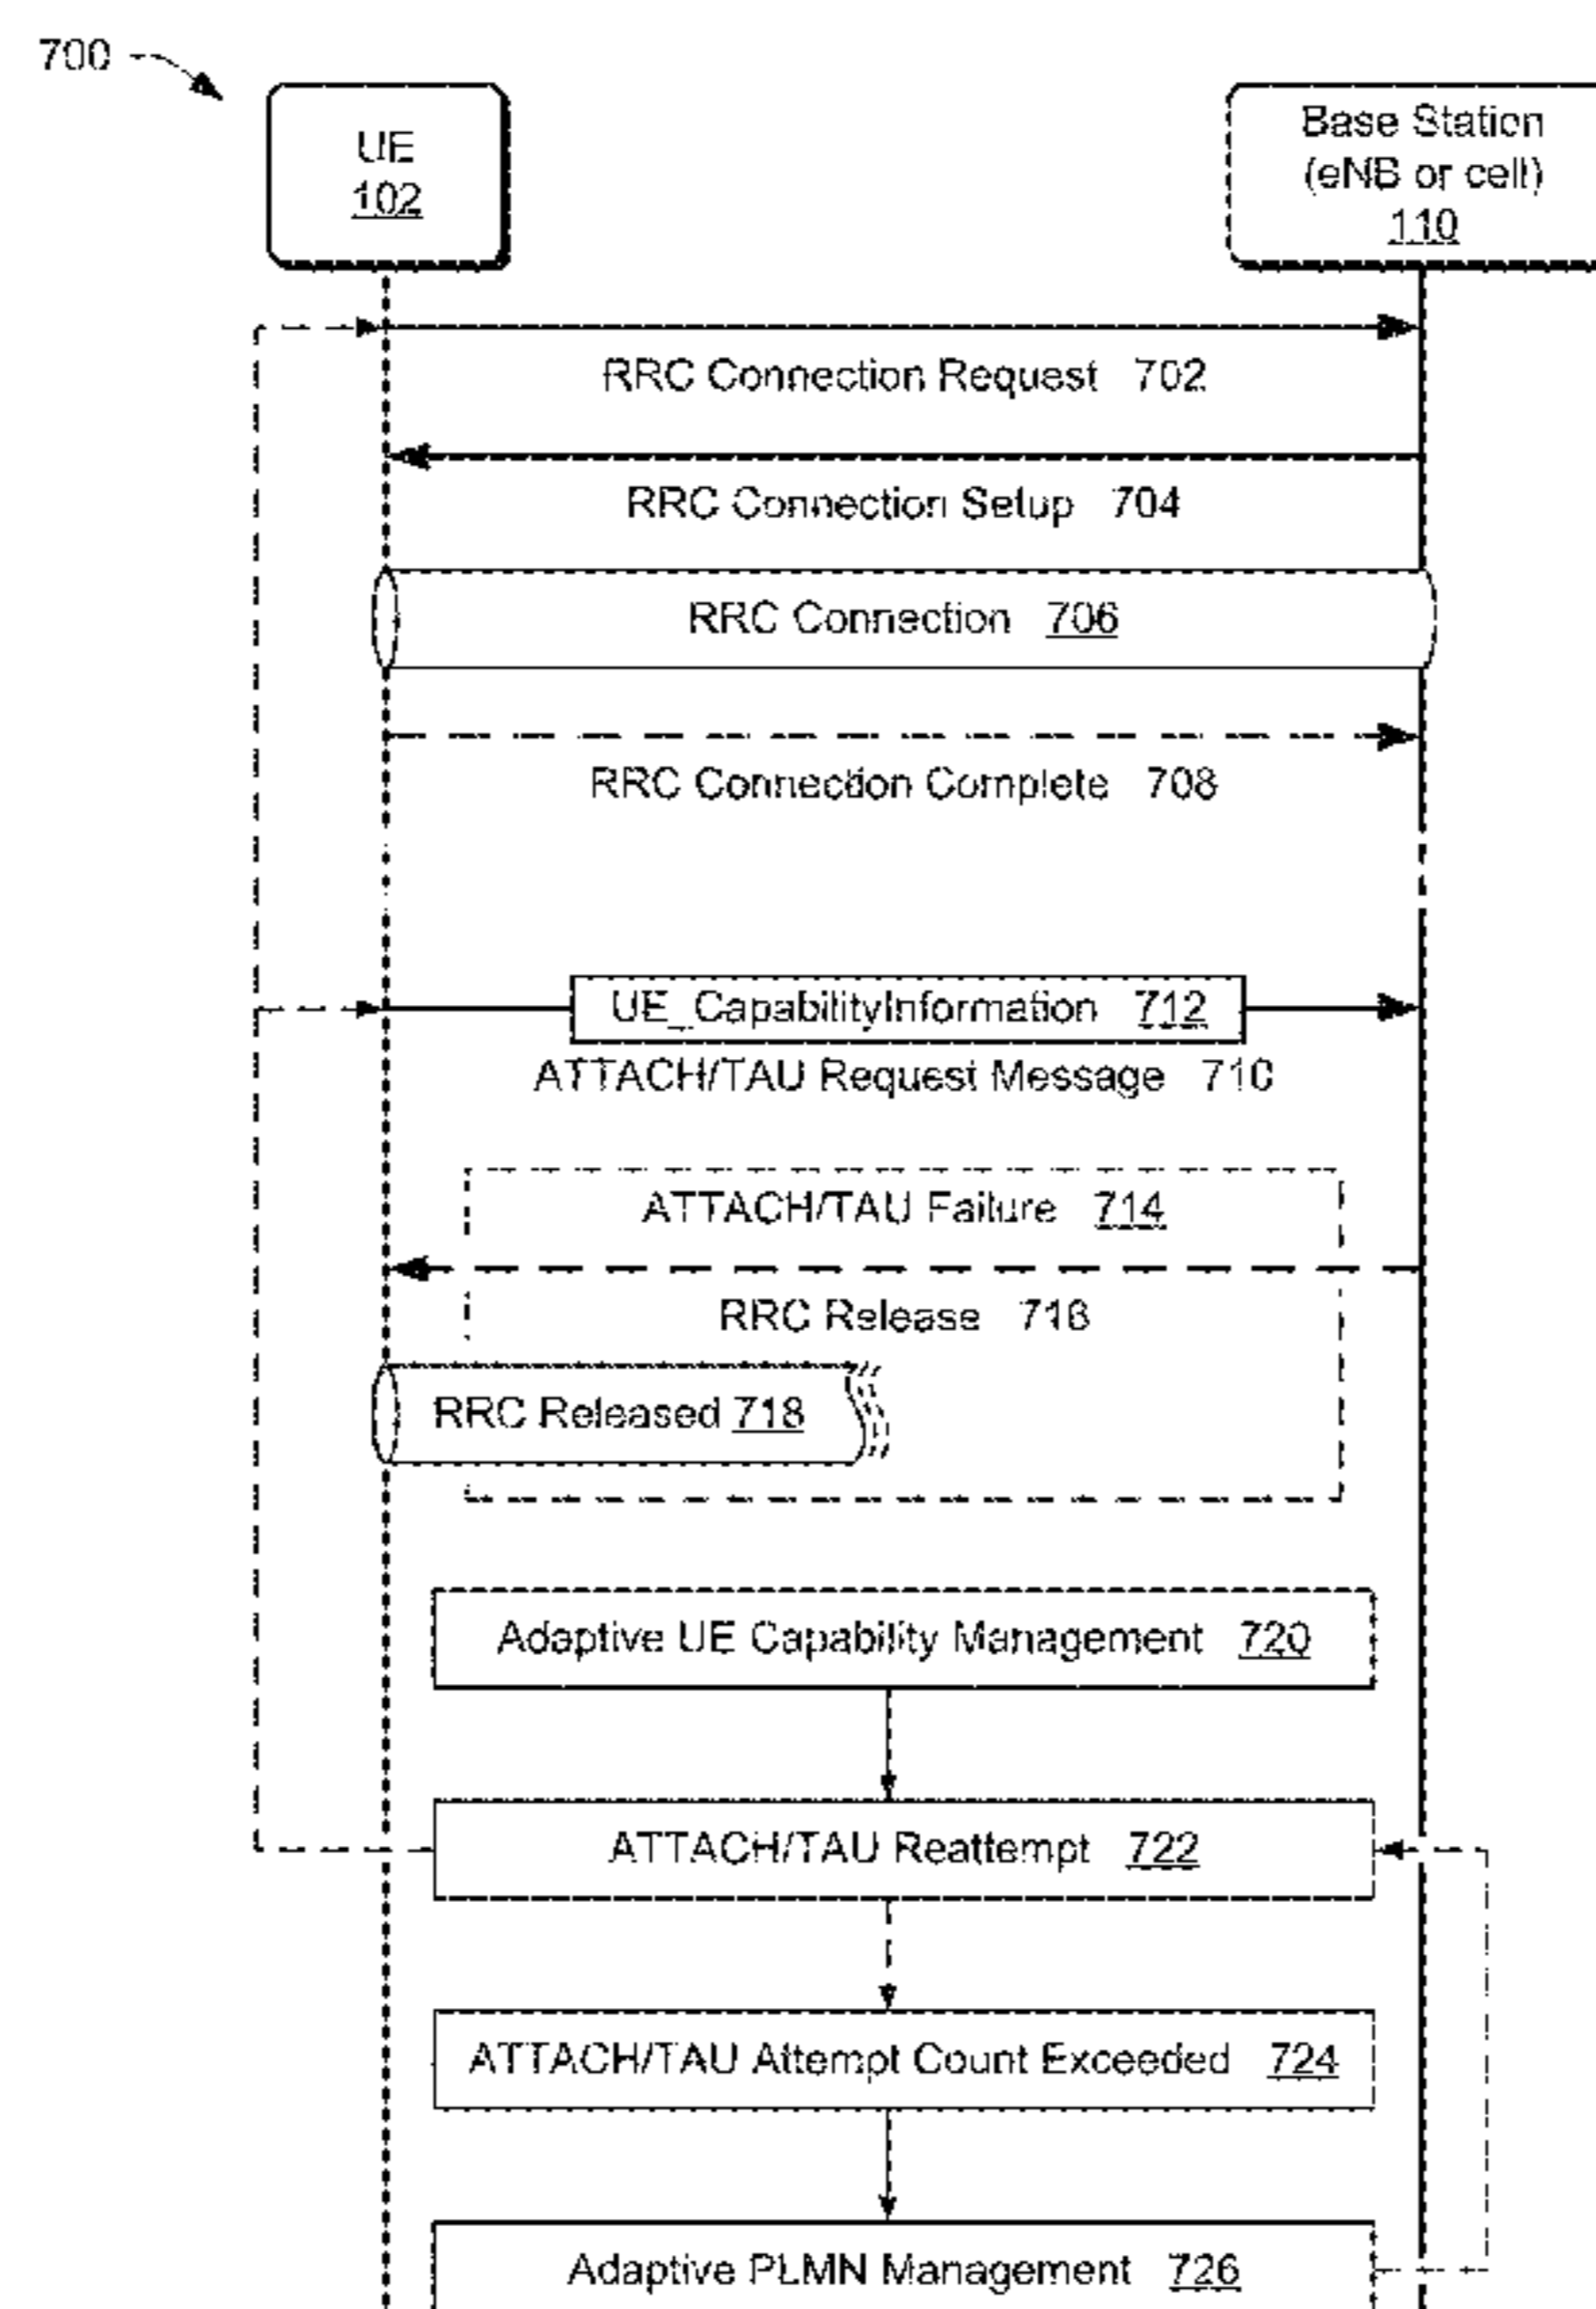 700
UE
102
Base Station
(eNB or cell)
110
RRC Connection Request 702
RRC Connection Setup 704
RRC Connection 706
RRC Connection Complete 708
UE_CapabilityInformation 712
ATTACH/TAU Request Message 710
ATTACH/TAU Failure 714
RRC Release 716
RRC Released 718
Adaptive UE Capability Management 720
ATTACH/TAU Reattempt 722
ATTACH/TAU Attempt Count Exceeded 724
Adaptive PLMN Management 726